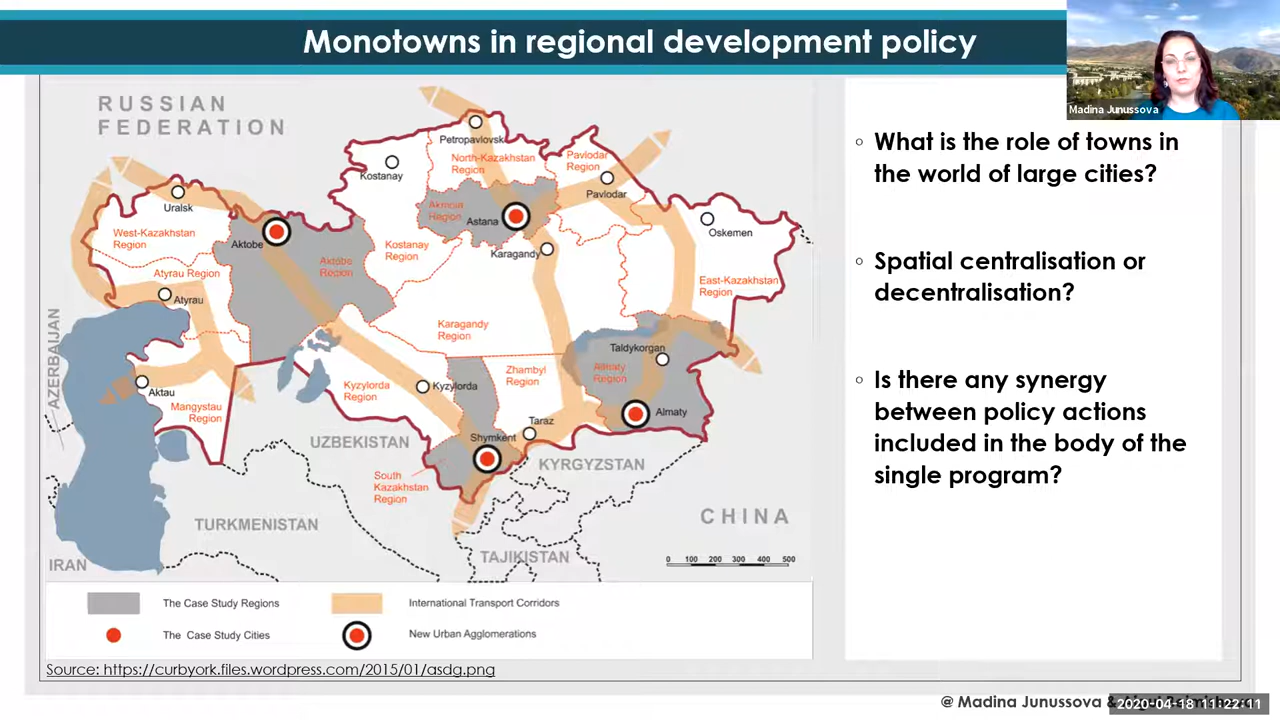 Monotowns in regional development policy
Madina Junussova
RUSSIAN
FEDERATION
Petropavlovsk
North-Kazakhstan
Region
Kostanay
Pavlodar
Region
Pavlodar
Uralsk
Akmola
Region
Astana
Oskemen
West-Kazakhstan
Region
Aktobe
Kostanay
Region
Karagandy
Aktobe
Region
Atyrau Region
East-Kazakhstan
Region
Atyrau
AZERBAIJAN
Karagandy
Region
Taldykorgan
Almaty
Region
Zhambyl
Region
Aktau
Kyzylorda
Region
Kyzylorda
Mangystau
Region
Almaty
Taraz
UZBEKISTAN
Shymkent
KYRGYZSTAN
South
Kazakhstan
Region
CHINA
TURKMENISTAN
TAJIKISTAN
IRAN
0 100 200 300 400 500
The Case Study Regions
International Transport Corridors
The Case Study Cities
New Urban Agglomerations
Source: https://curbyork.files.wordpress.com/2015/01/asdg.png
◦ What is the role of towns in
the world of large cities?
◦ Spatial centralisation or
decentralisation?
◦ Is there any synergy
between policy actions
included in the body of the
single program?
@ Madina Junussova &
2020-04-18 11:22:11